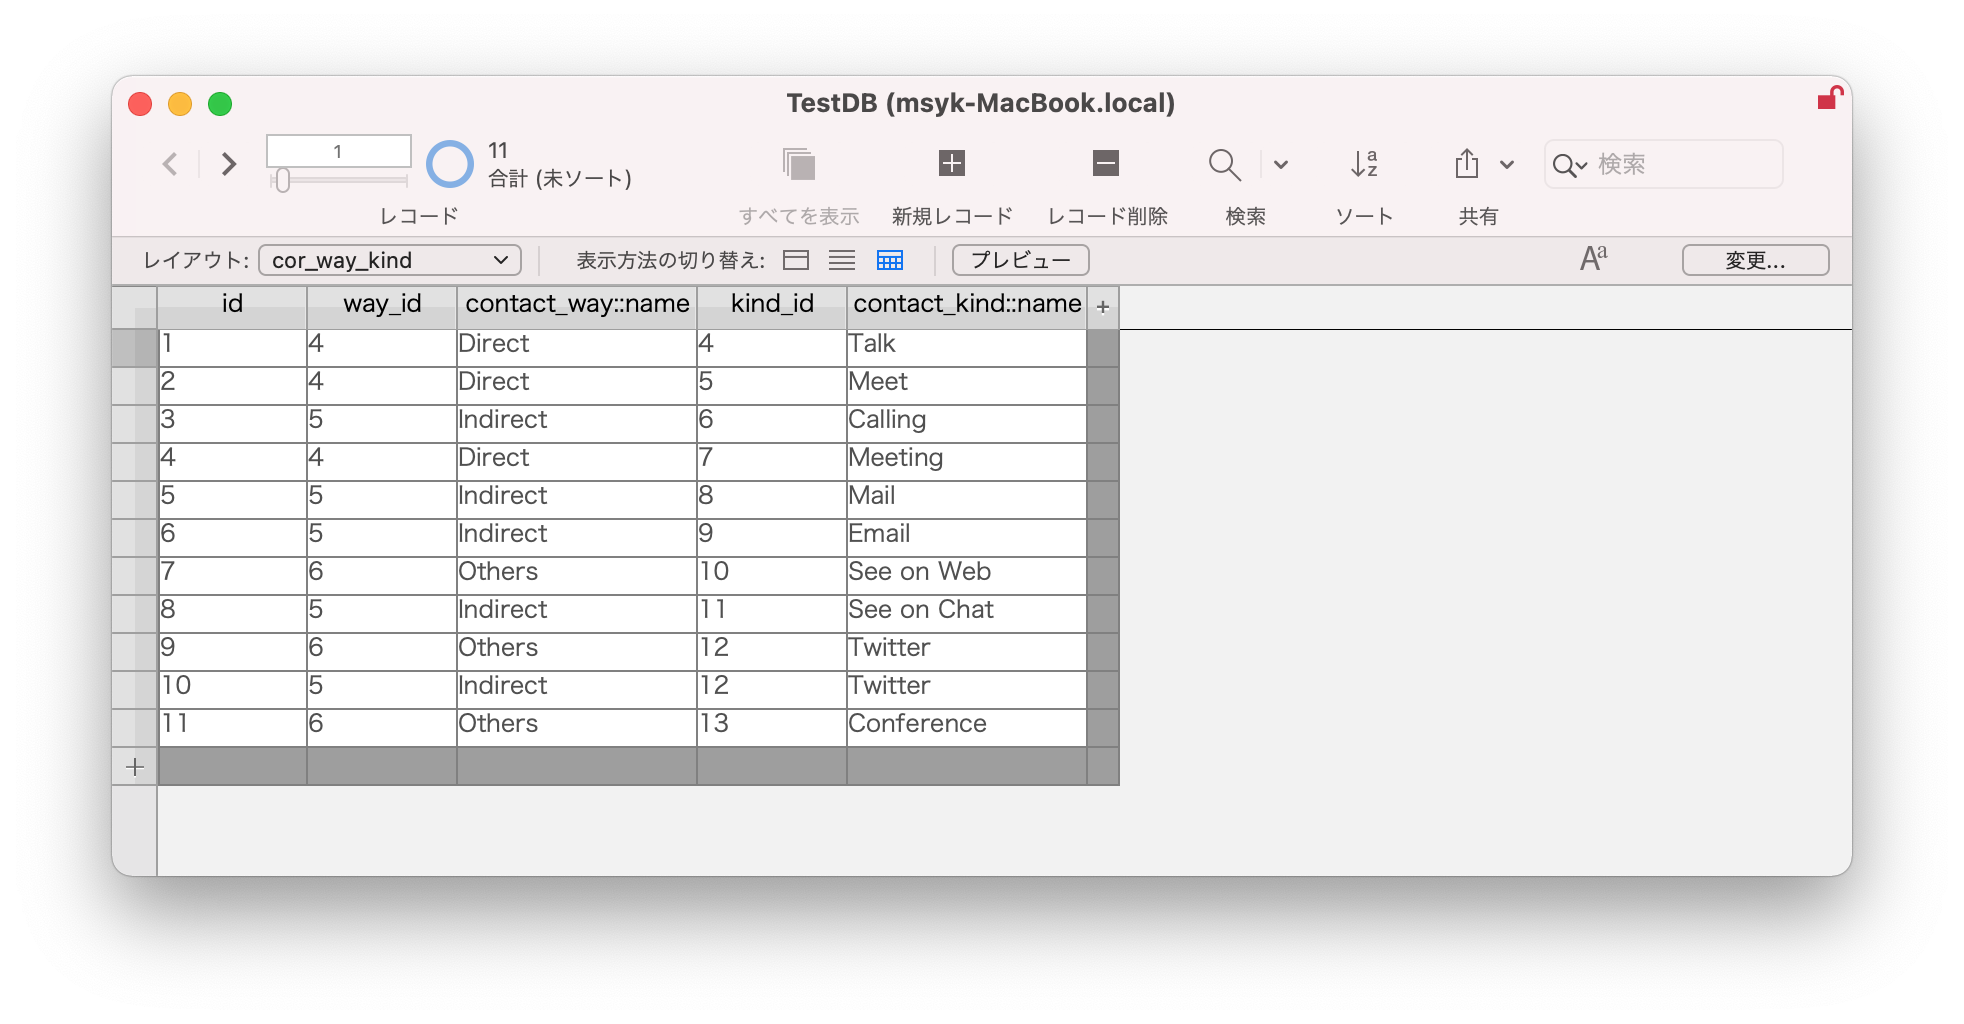 TestDB (msyk-MacBook.local)
1
11
合計 (未ソート)
レコード
すべてを表示
新規レコード
レコード削除
検索
ソート
共有
検索
レイアウト: cor_way_kind 表示方法の切り替え: プレビュー Aa 変更...
id way_id contact_way::name kind_id contact_kind::name +
1 4 Direct 4 Talk
2 4 Direct 5 Meet
3 5 Indirect 6 Calling
4 4 Direct 7 Meeting
5 5 Indirect 8 Mail
6 5 Indirect 9 Email
7 6 Others 10 See on Web
8 5 Indirect 11 See on Chat
9 6 Others 12 Twitter
10 5 Indirect 12 Twitter
11 6 Others 13 Conference
+